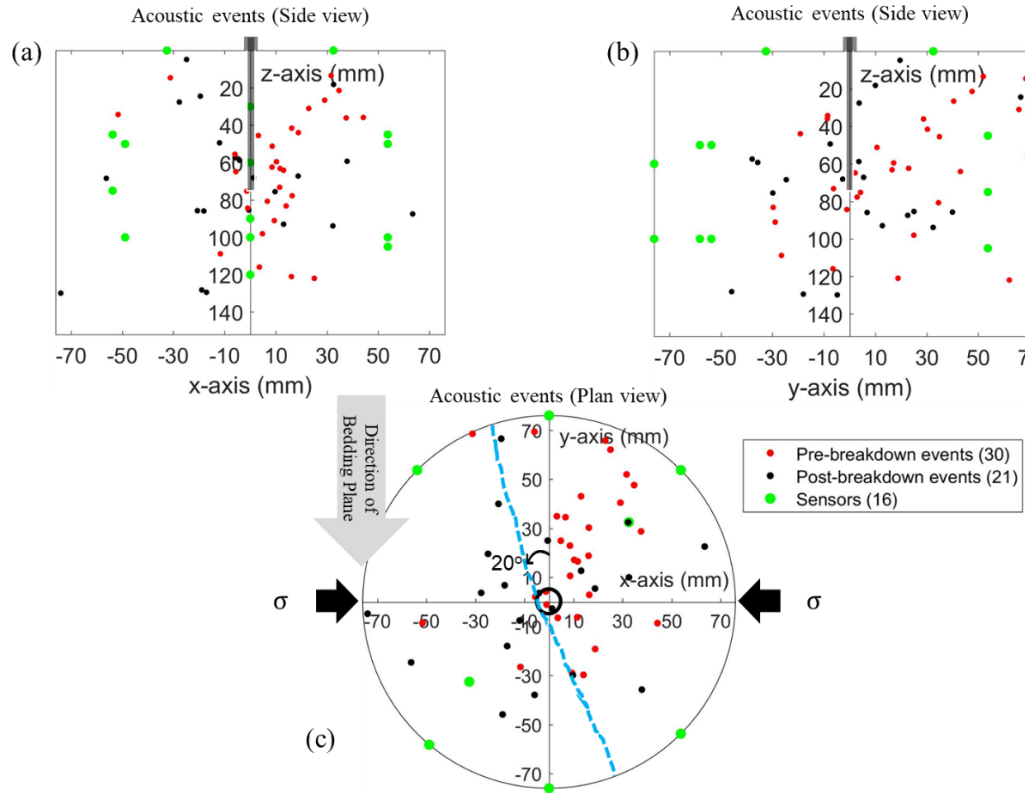 Acoustic events (Side view)
(a)
z-axis (mm)
20
40
60
80
100
120
140
-70 -50 -30 -10 10 30 50 70
x-axis (mm)
Acoustic events (Side view)
(b)
z-axis (mm)
20
40
60
80
100
120
140
-70 -50 -30 -10 10 30 50 70
y-axis (mm)
Acoustic events (Plan view)
Direction of
Bedding Plane
70
y-axis (mm)
50
30
20°
10
x-axis (mm)
σ
σ
-70 -50 -30 -10 10 30 50 70
-10
-30
-50
-70
(c)
Pre-breakdown events (30)
Post-breakdown events (21)
Sensors (16)